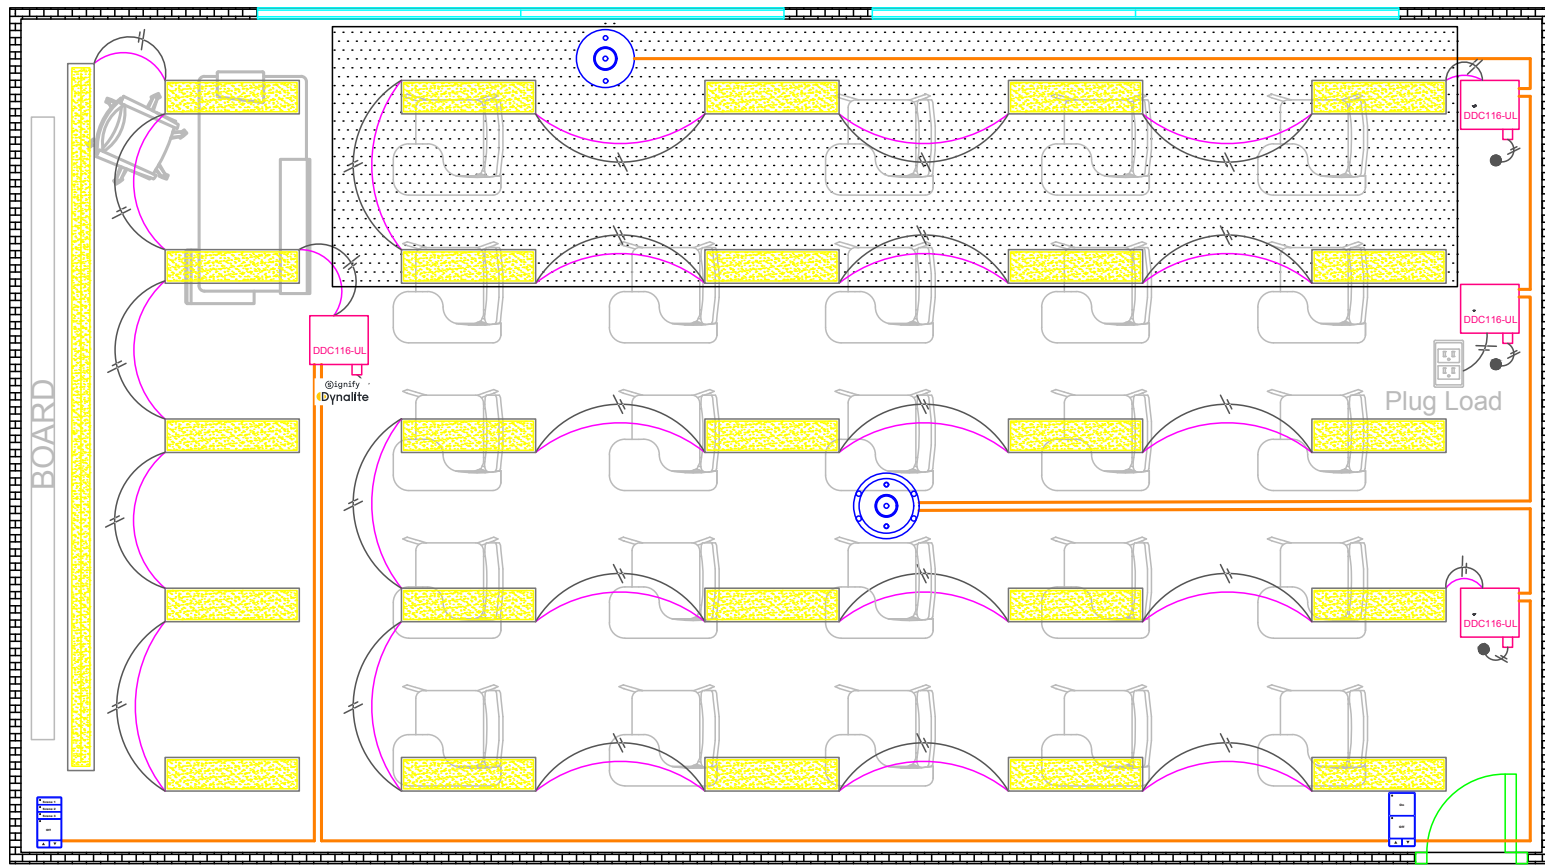 DDC116-UL
DDC116-UL
DDC116-UL
Signify
Dynalite
Plug Load
BOARD
DDC116-UL